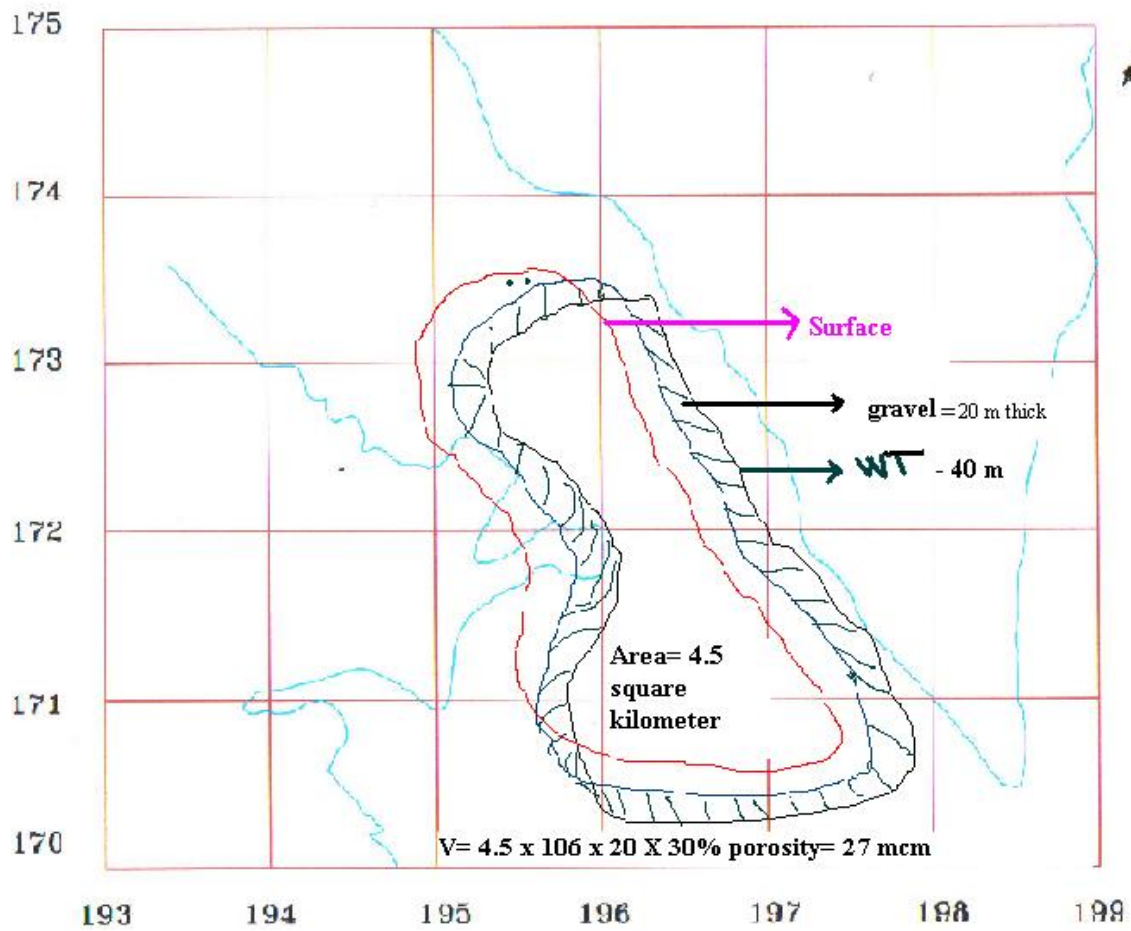 175
174
173
Surface
gravel =20 m thick
WT - 40 m
172
Area= 4.5
square
kilometer
171
170
V= 4.5 x 106 x 20 X 30% porosity= 27 mcm
193 194 195 196 197 198 199